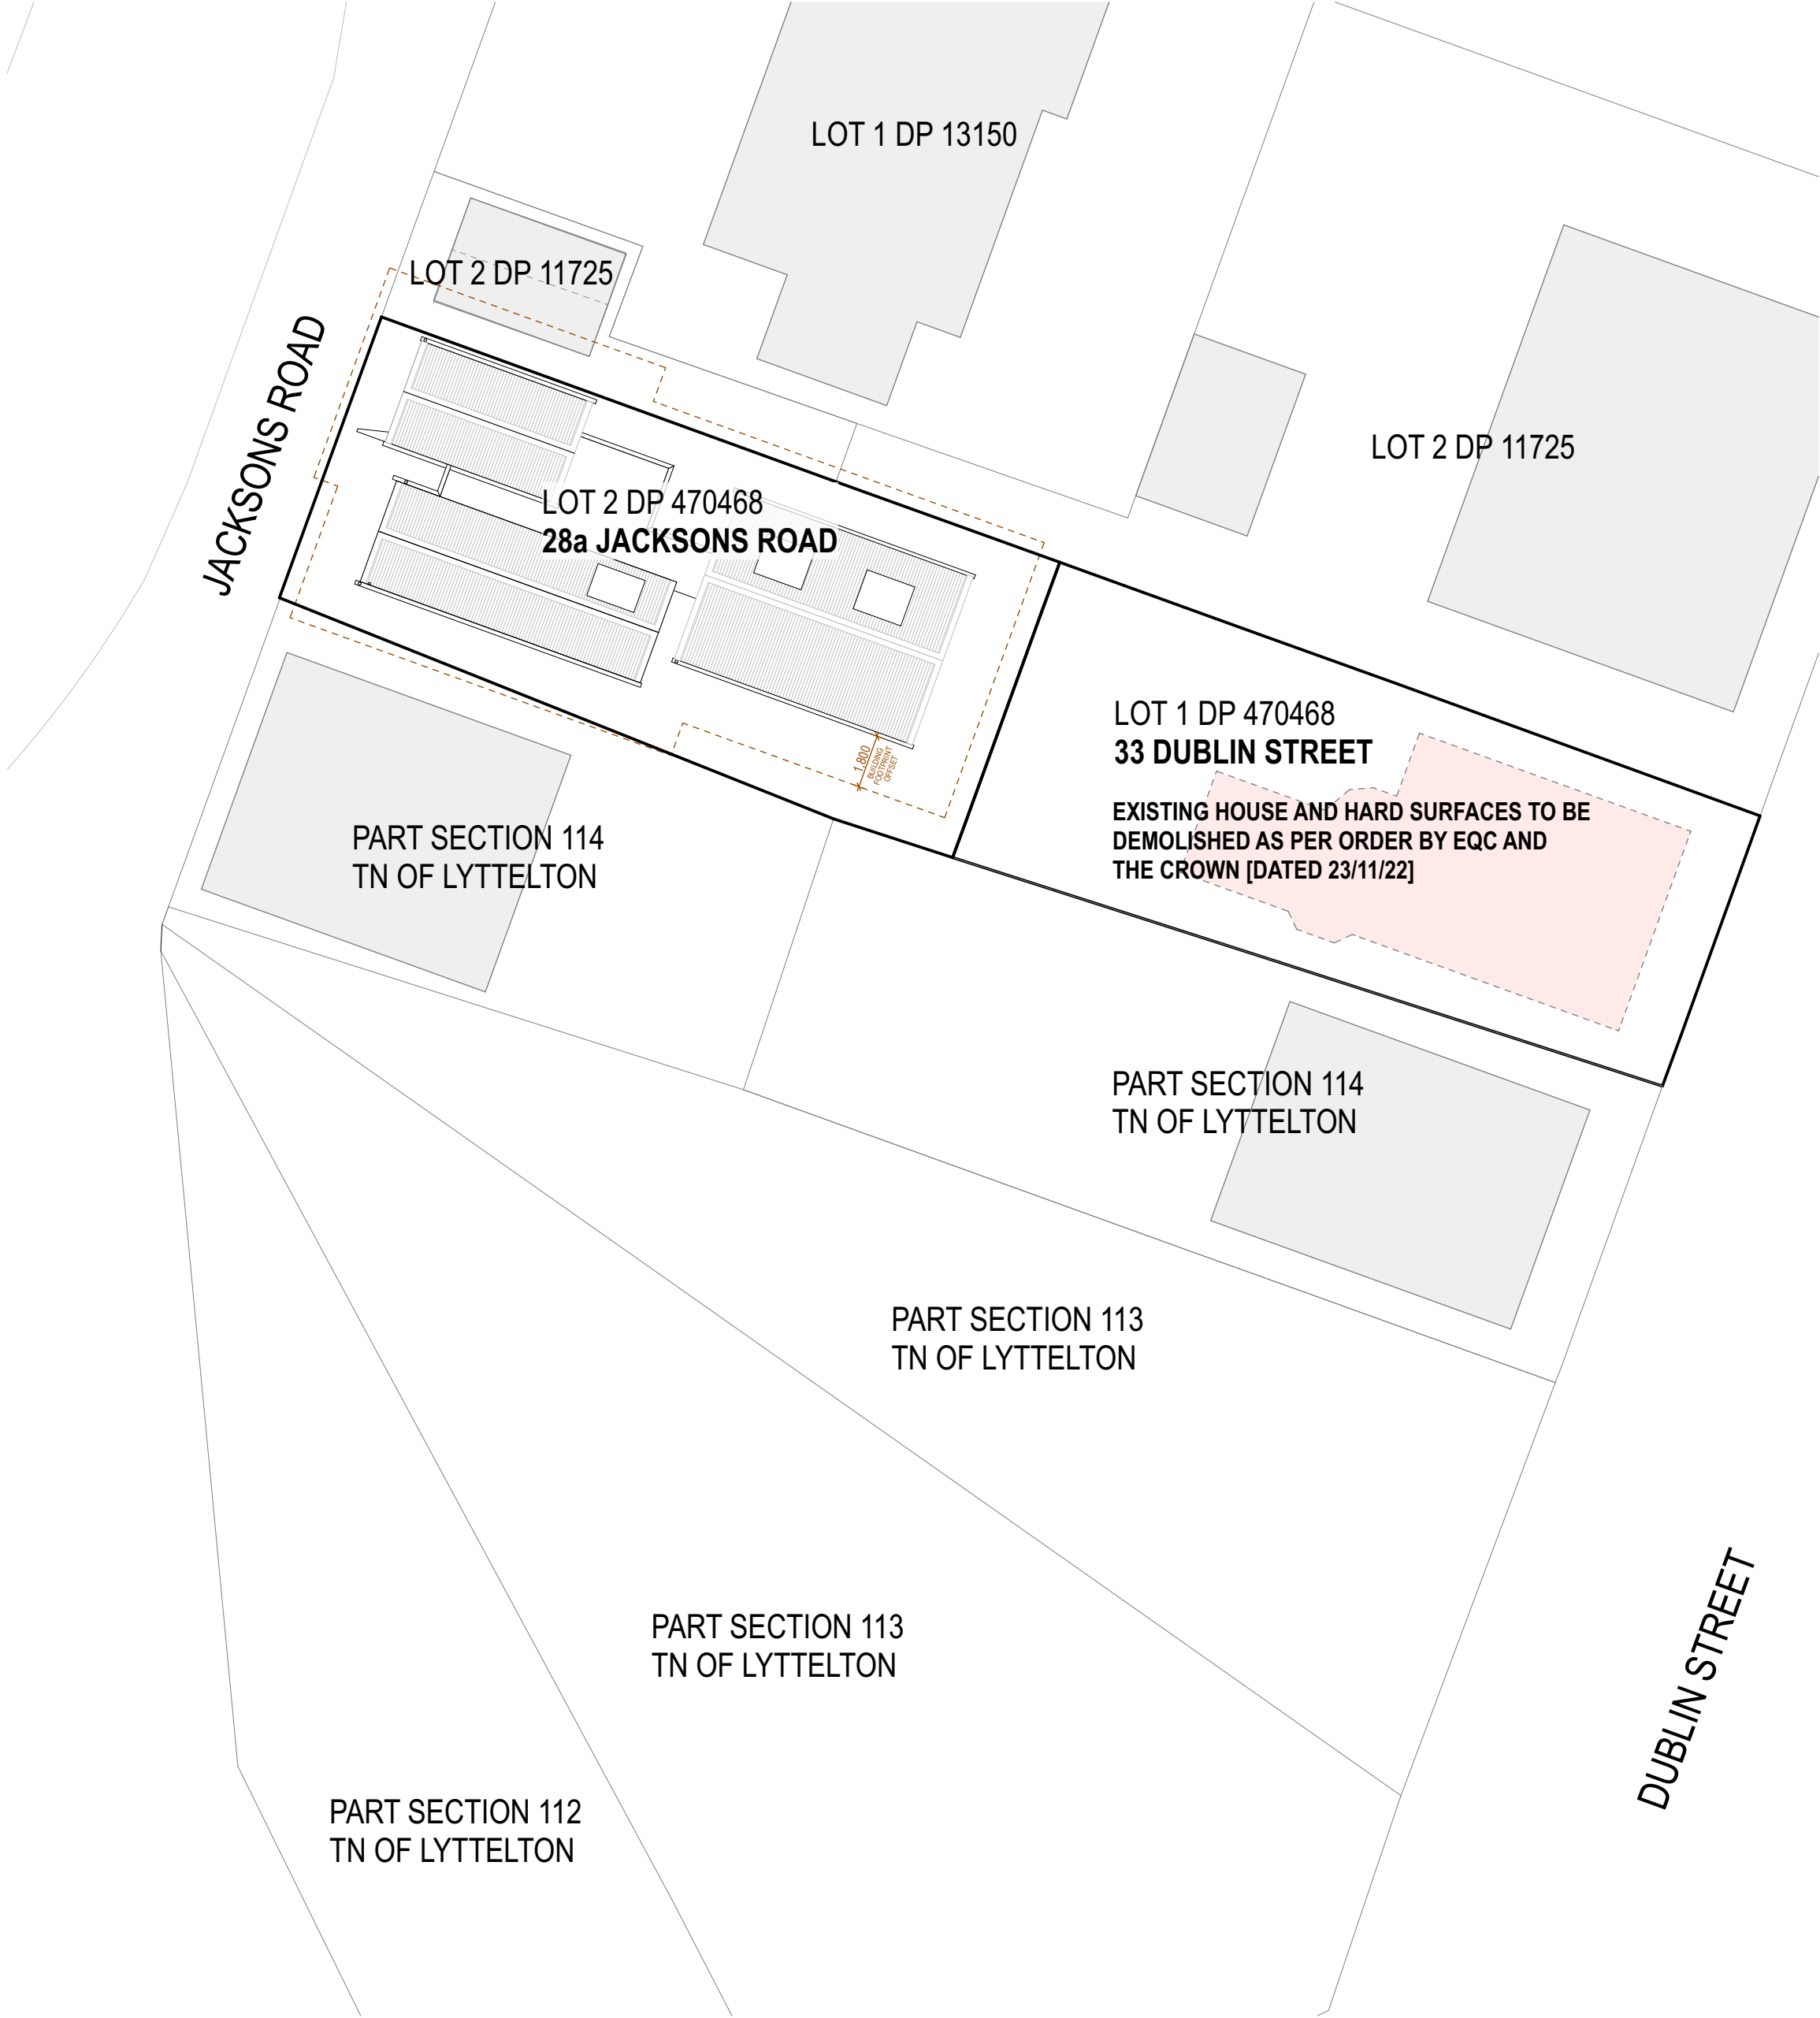 LOT 1 DP 13150
LOT 2 DP 11725
JACKSONS ROAD
LOT 2 DP 11725
LOT 2 DP 470468
28a JACKSONS ROAD
LOT 1 DP 470468
33 DUBLIN STREET
1,800
BUILDING
FOOTPRINT
OFFSET
EXISTING HOUSE AND HARD SURFACES TO BE
DEMOLISHED AS PER ORDER BY EQC AND
THE CROWN [DATED 23/11/22]
PART SECTION 114
TN OF LYTTELTON
PART SECTION 114
TN OF LYTTELTON
PART SECTION 113
TN OF LYTTELTON
PART SECTION 113
TN OF LYTTELTON
DUBLIN STREET
PART SECTION 112
TN OF LYTTELTON